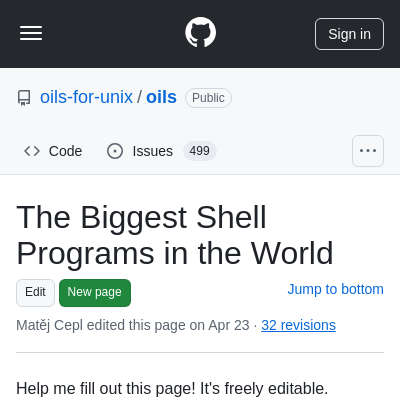 Sign in
oils-for-unix / oils Public
Code Issues 499
The Biggest Shell
Programs in the World
Edit New page Jump to bottom
Matěj Cepl edited this page on Apr 23 · 32 revisions
Help me fill out this page! It's freely editable.